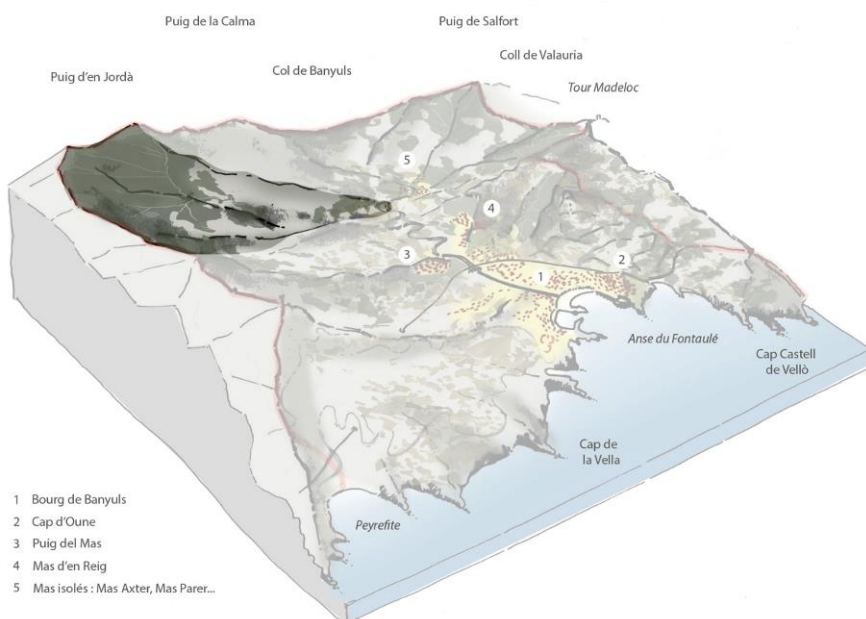 Puig de la Calma
Puig de Salfort
Coll de Valauria
Puig d'en Jordà
Col de Banyuls
Tour Madeloc
5
4
3
2
1
Anse du Fontaulé
Cap Castell
de Vellò
Cap de
la Vella
Peyrefite
1 Bourg de Banyuls
2 Cap d'Oune
3 Puig del Mas
4 Mas d'en Reig
5 Mas isolés : Mas Axter, Mas Parer...